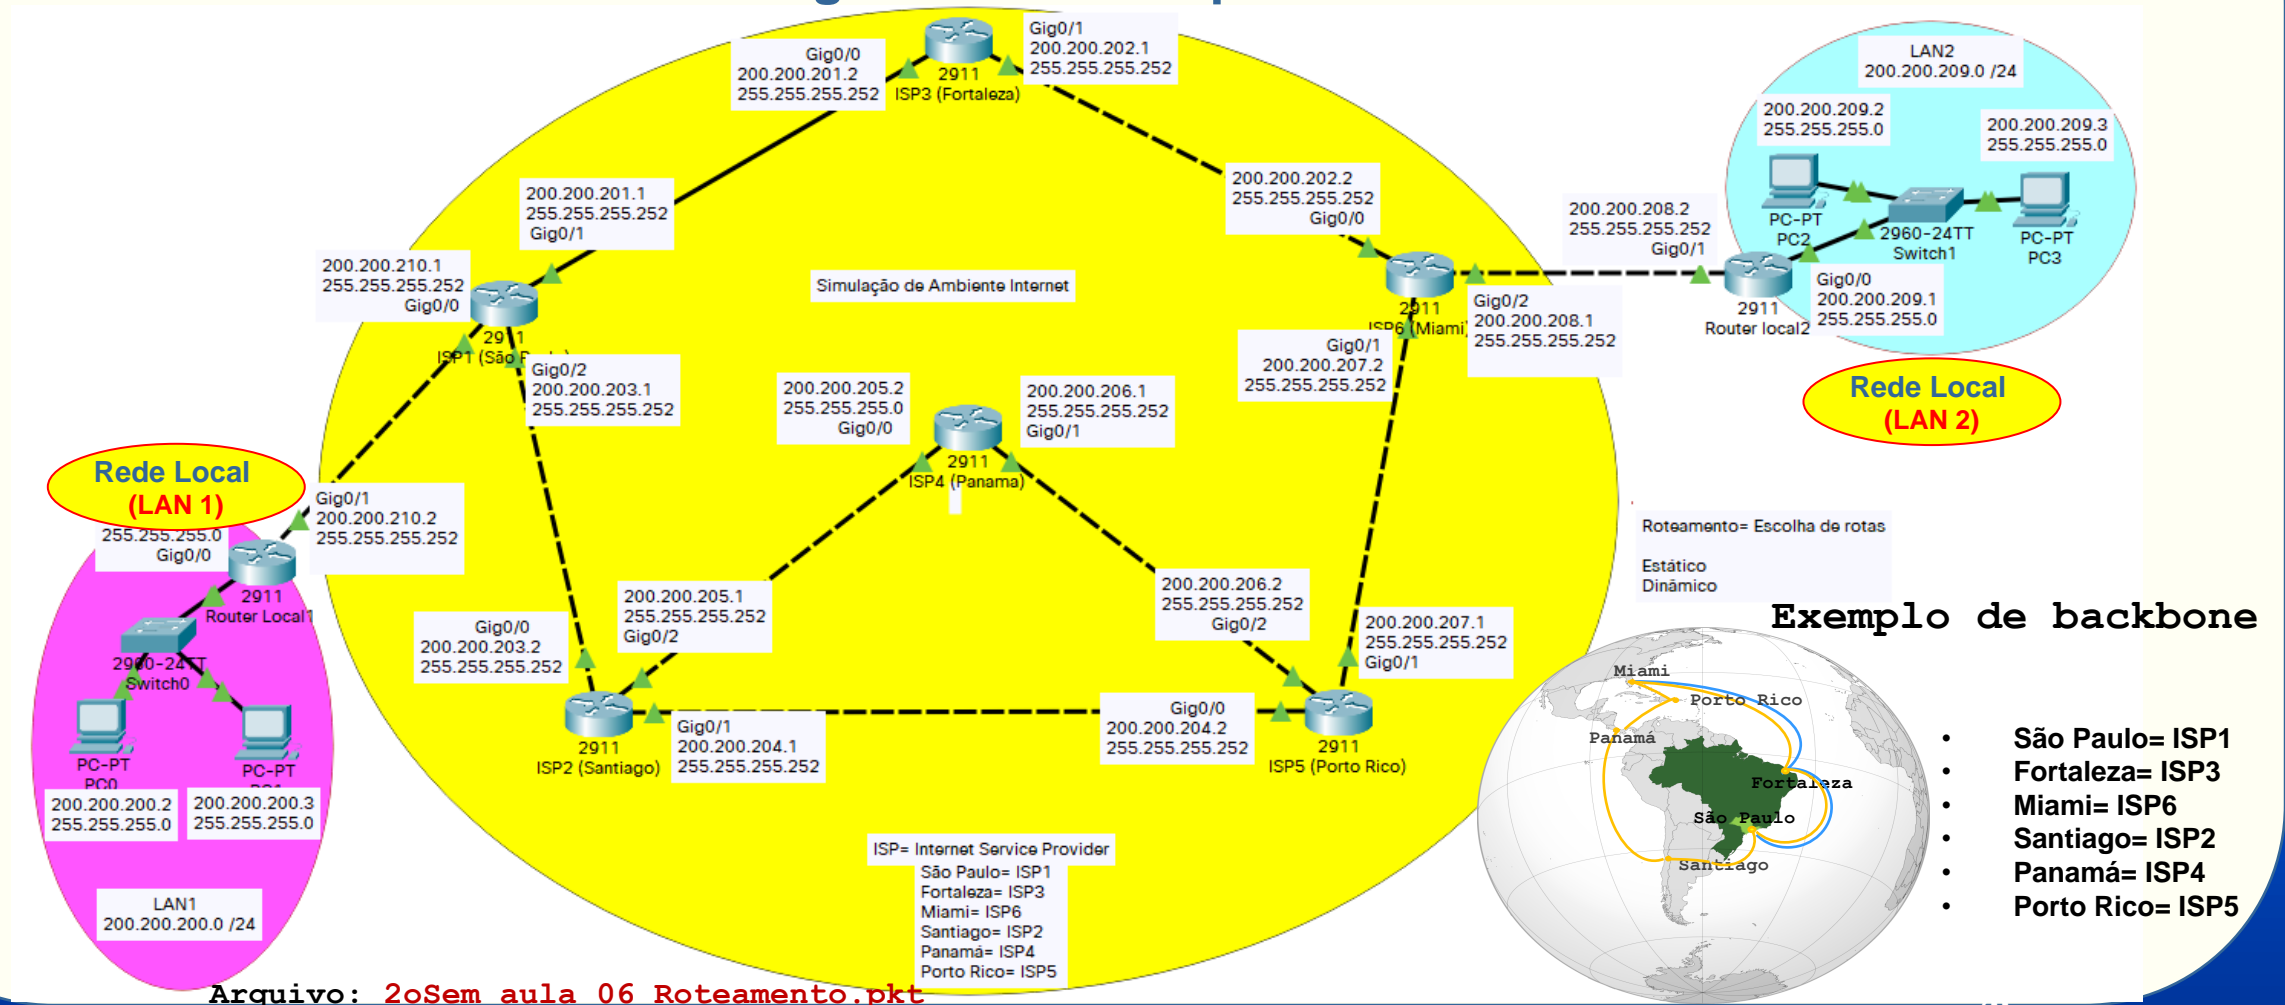 Gig0/0
200.200.201.2
255.255.255.252
2911
ISP3 (Fortaleza)
Gig0/1
200.200.202.1
255.255.255.252
LAN2
200.200.209.0 /24
200.200.209.2
255.255.255.0
200.200.209.3
255.255.255.0
PC-PT
PC2
2960-24TT
Switch1
PC-PT
PC3
200.200.201.1
255.255.255.252
Gig0/1
200.200.202.2
255.255.255.252
Gig0/0
200.200.208.2
255.255.255.252
Gig0/1
200.200.210.1
255.255.255.252
Gig0/0
Simulação de Ambiente Internet
2911
ISP1 (São
Gig0/2
200.200.203.1
255.255.255.252
2911
ISP6 (Miami)
Gig0/2
200.200.208.1
255.255.255.252
2911
Router local2
Gig0/0
200.200.209.1
255.255.255.0
Gig0/1
200.200.207.2
255.255.255.252
Rede Local
(LAN 2)
200.200.205.2
255.255.255.0
Gig0/0
200.200.206.1
255.255.255.252
Gig0/1
2911
ISP4 (Panama)
Rede Local
(LAN 1)
255.255.255.0
Gig0/0
Gig0/1
200.200.210.2
255.255.255.252
2911
Router Local1
2960-24TT
Switch0
PC-PT
PC0
PC-PT
200.200.200.2
255.255.255.0
200.200.200.3
255.255.255.0
LAN1
200.200.200.0 /24
Gig0/0
200.200.203.2
255.255.255.252
200.200.205.1
255.255.255.252
Gig0/2
200.200.206.2
255.255.255.252
Gig0/2
200.200.207.1
255.255.255.252
Gig0/1
2911
ISP2 (Santiago)
Gig0/1
200.200.204.1
255.255.255.252
Gig0/0
200.200.204.2
255.255.255.252
2911
ISP5 (Porto Rico)
ISP= Internet Service Provider
São Paulo= ISP1
Fortaleza= ISP3
Miami= ISP6
Santiago= ISP2
Panamá= ISP4
Porto Rico= ISP5
Roteamento= Escolha de rotas
Estático
Dinâmico
Exemplo de backbone
Miami
Porto Rico
Panamá
Fortaleza
São Paulo
Santiago
• São Paulo= ISP1
• Fortaleza= ISP3
• Miami= ISP6
• Santiago= ISP2
• Panamá= ISP4
• Porto Rico= ISP5
Arquivo: 2oSem aula 06 Roteamento.pkt